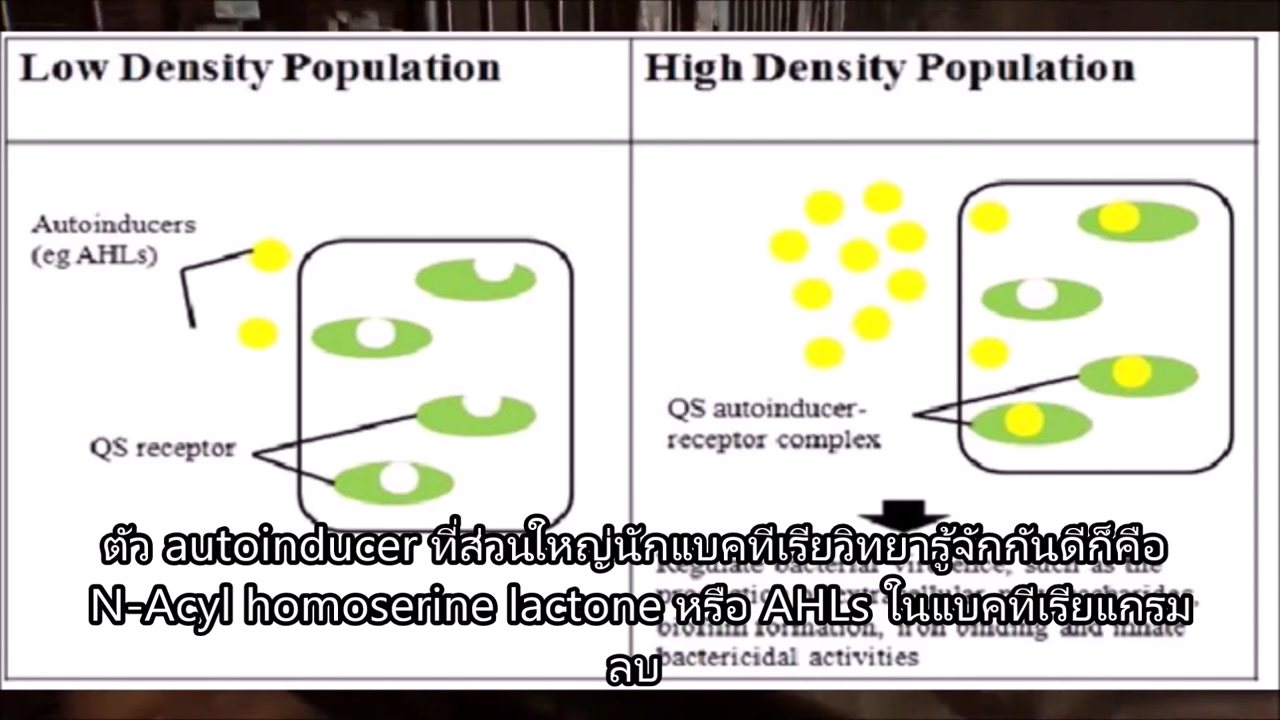 Low Density Population
High Density Population
Autoinducers
(eg AHLs)
QS receptor
QS autoinducer-
receptor complex
bactericidal activities
ตัว autoinducer ที่ส่วนใหญ่นักแบคทีเรียวิทยารู้จักกันดีก็คือ
N-Acyl homoserine lactone หรือ AHLs ในแบคทีเรียแกรม
ลบ